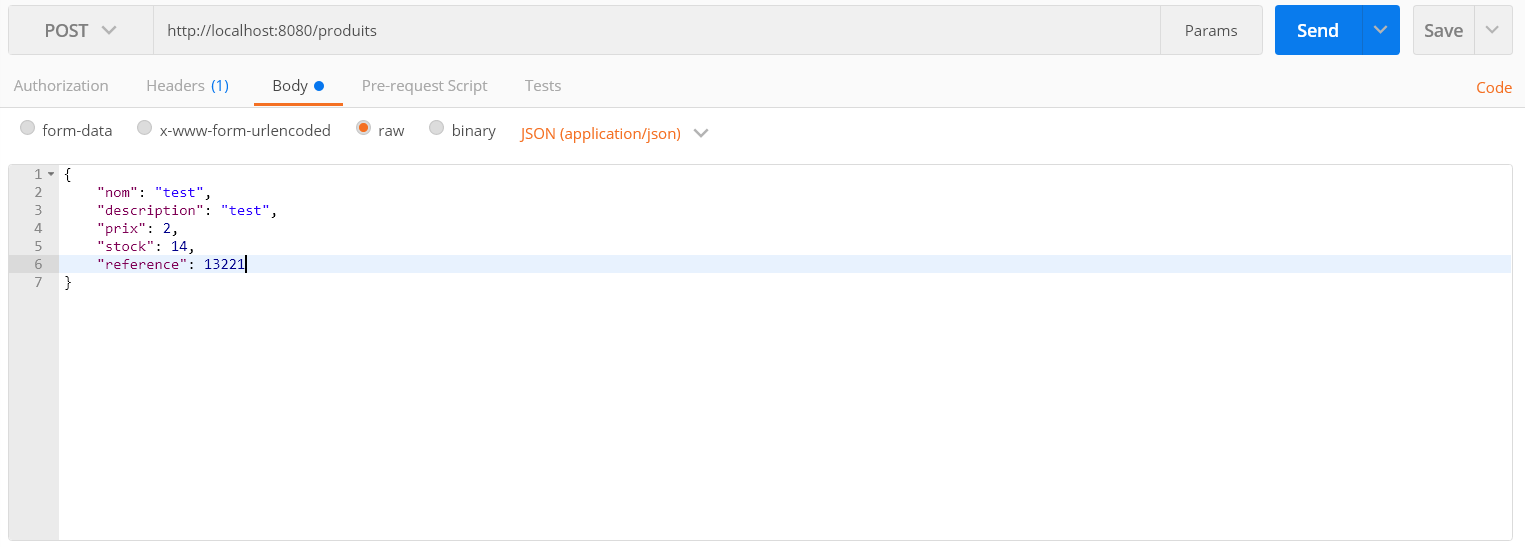 POST http://localhost:8080/produits Params Send Save
Authorization Headers (1) Body Pre-request Script Tests Code
form-data x-www-form-urlencoded raw binary JSON (application/json)
1 {
2 "nom": "test",
3 "description": "test",
4 "prix": 2,
5 "stock": 14,
6 "reference": 13221
7 }